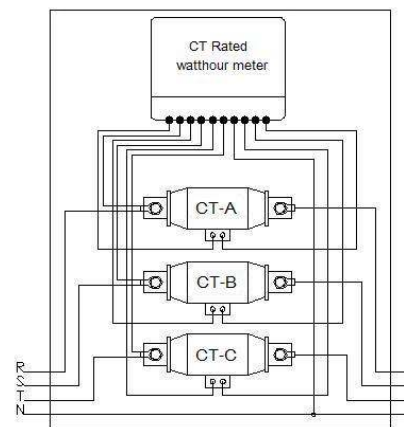 CT Rated
watthour meter
CT-A
CT-B
CT-C
R
S
T
N